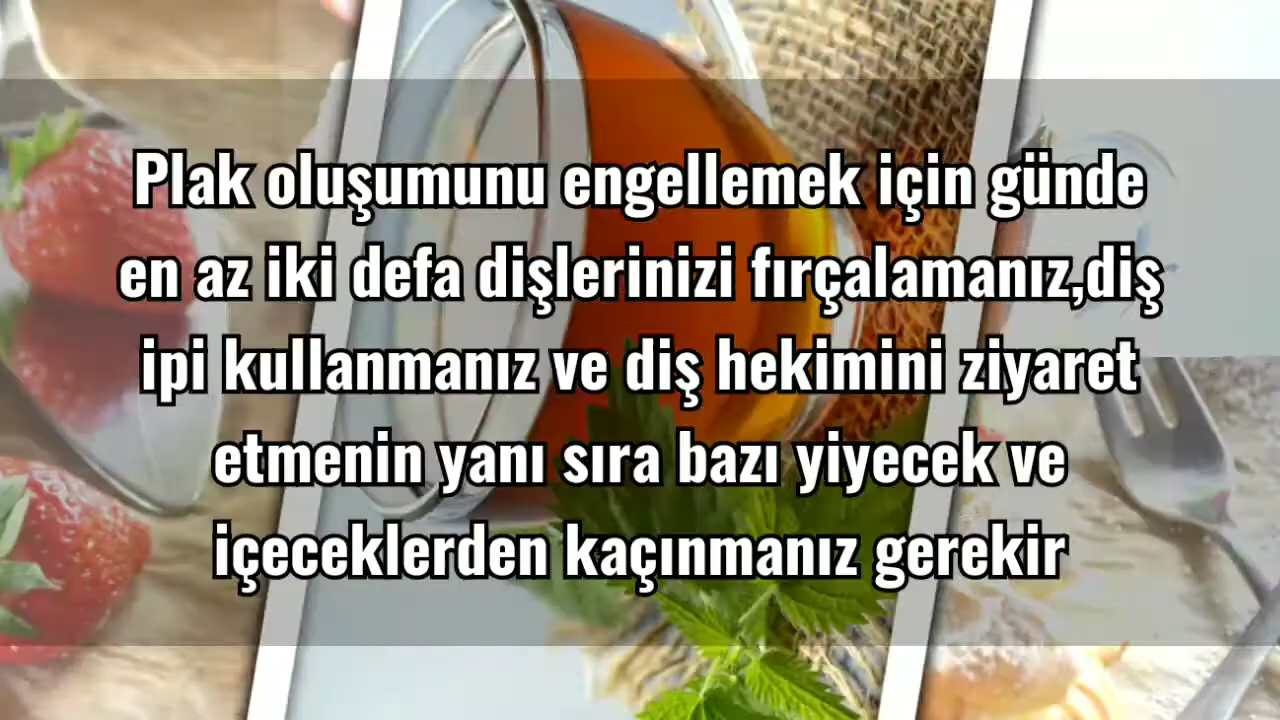 Plak oluşumunu engellemek için günde
en az iki defa dişlerinizi fırçalamanız,diş
ipi kullanmanız ve diş hekimini ziyaret
etmenin yanı sıra bazı yiyecek ve
içeceklerden kaçınmanız gerekir